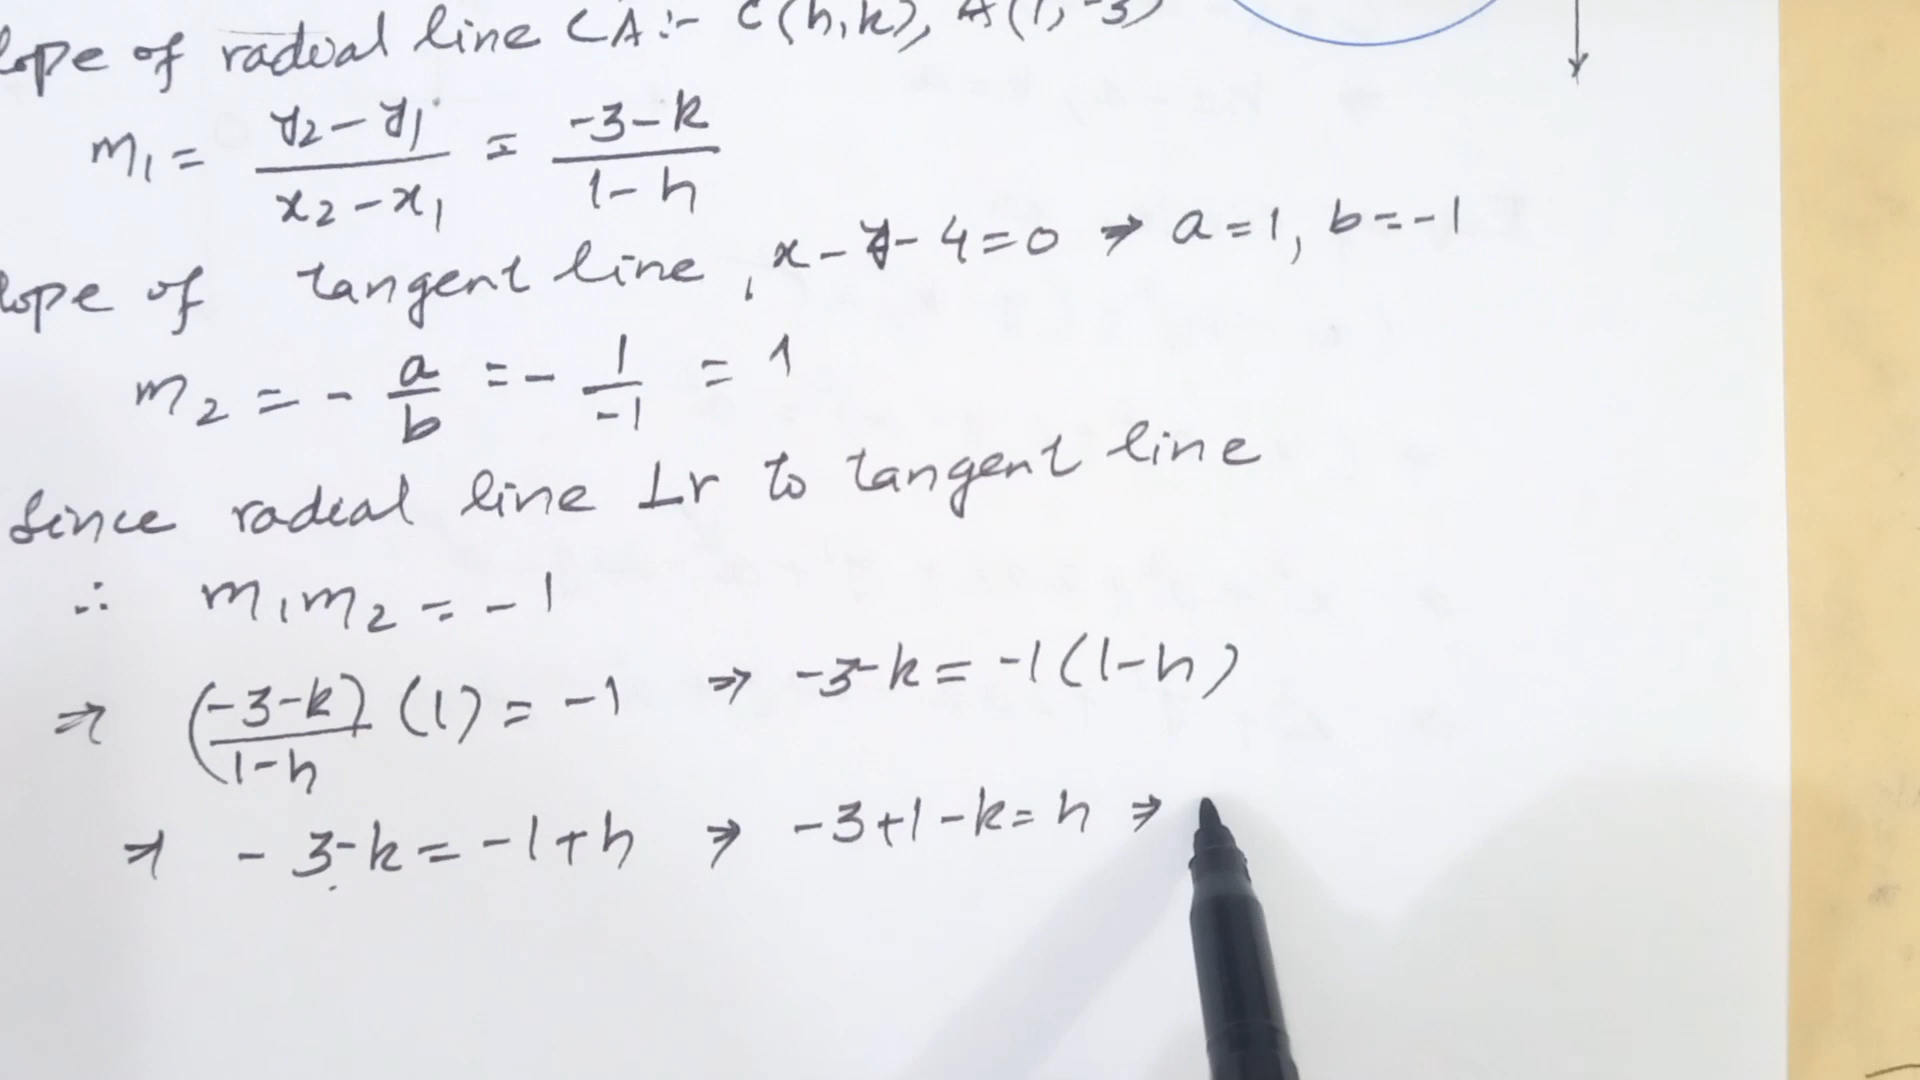 lope of radial line CA :- C(h,k), A(1,-3)
m₁ = (y₂ - y₁)/(x₂ - x₁) = (-3-k)/(1-h)
lope of tangent line, x - y - 4 = 0 ⇒ a = 1, b = -1
m₂ = - a/b = - 1/-1 = 1
Since radial line ⊥r to tangent line
∴ m₁m₂ = -1
⇒ ((-3-k)/(1-h)) (1) = -1 ⇒ -3-k = -1(1-h)
⇒ -3-k = -1+h ⇒ -3+1-k = h ⇒